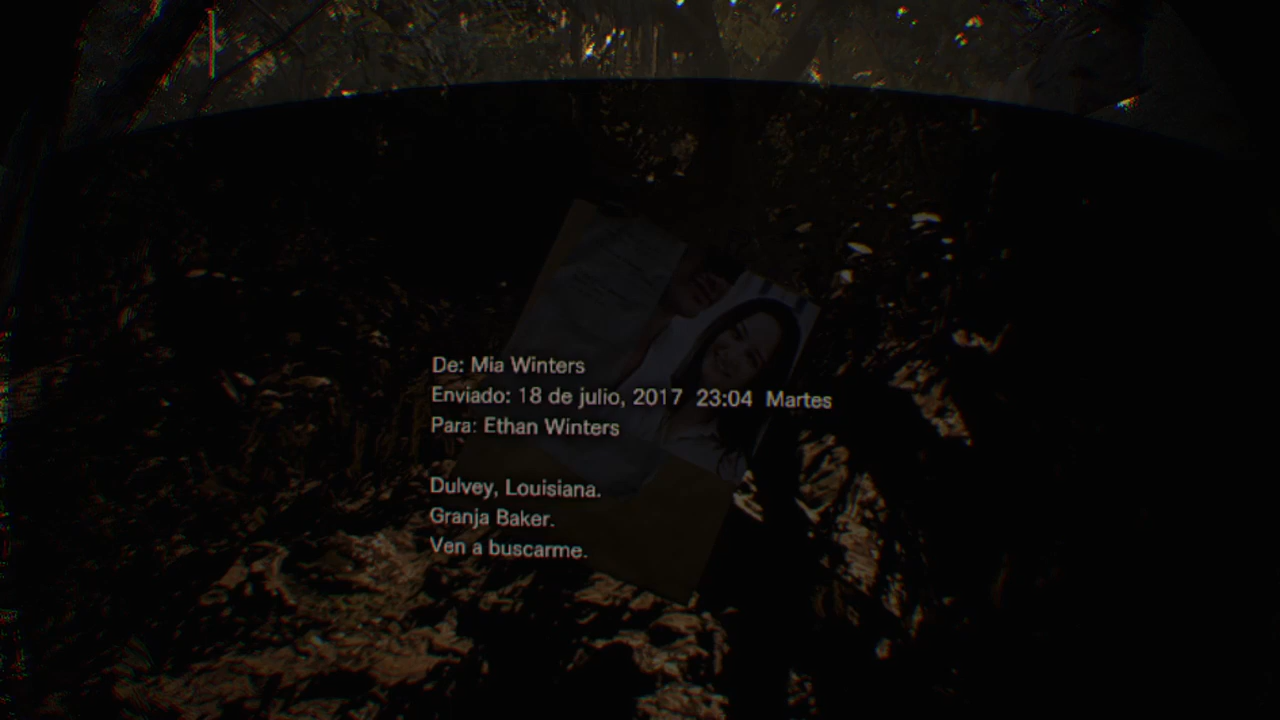 De: Mia Winters
Enviado: 18 de julio, 2017 23:04 Martes
Para: Ethan Winters
Dulvey, Louisiana.
Granja Baker.
Ven a buscarme.